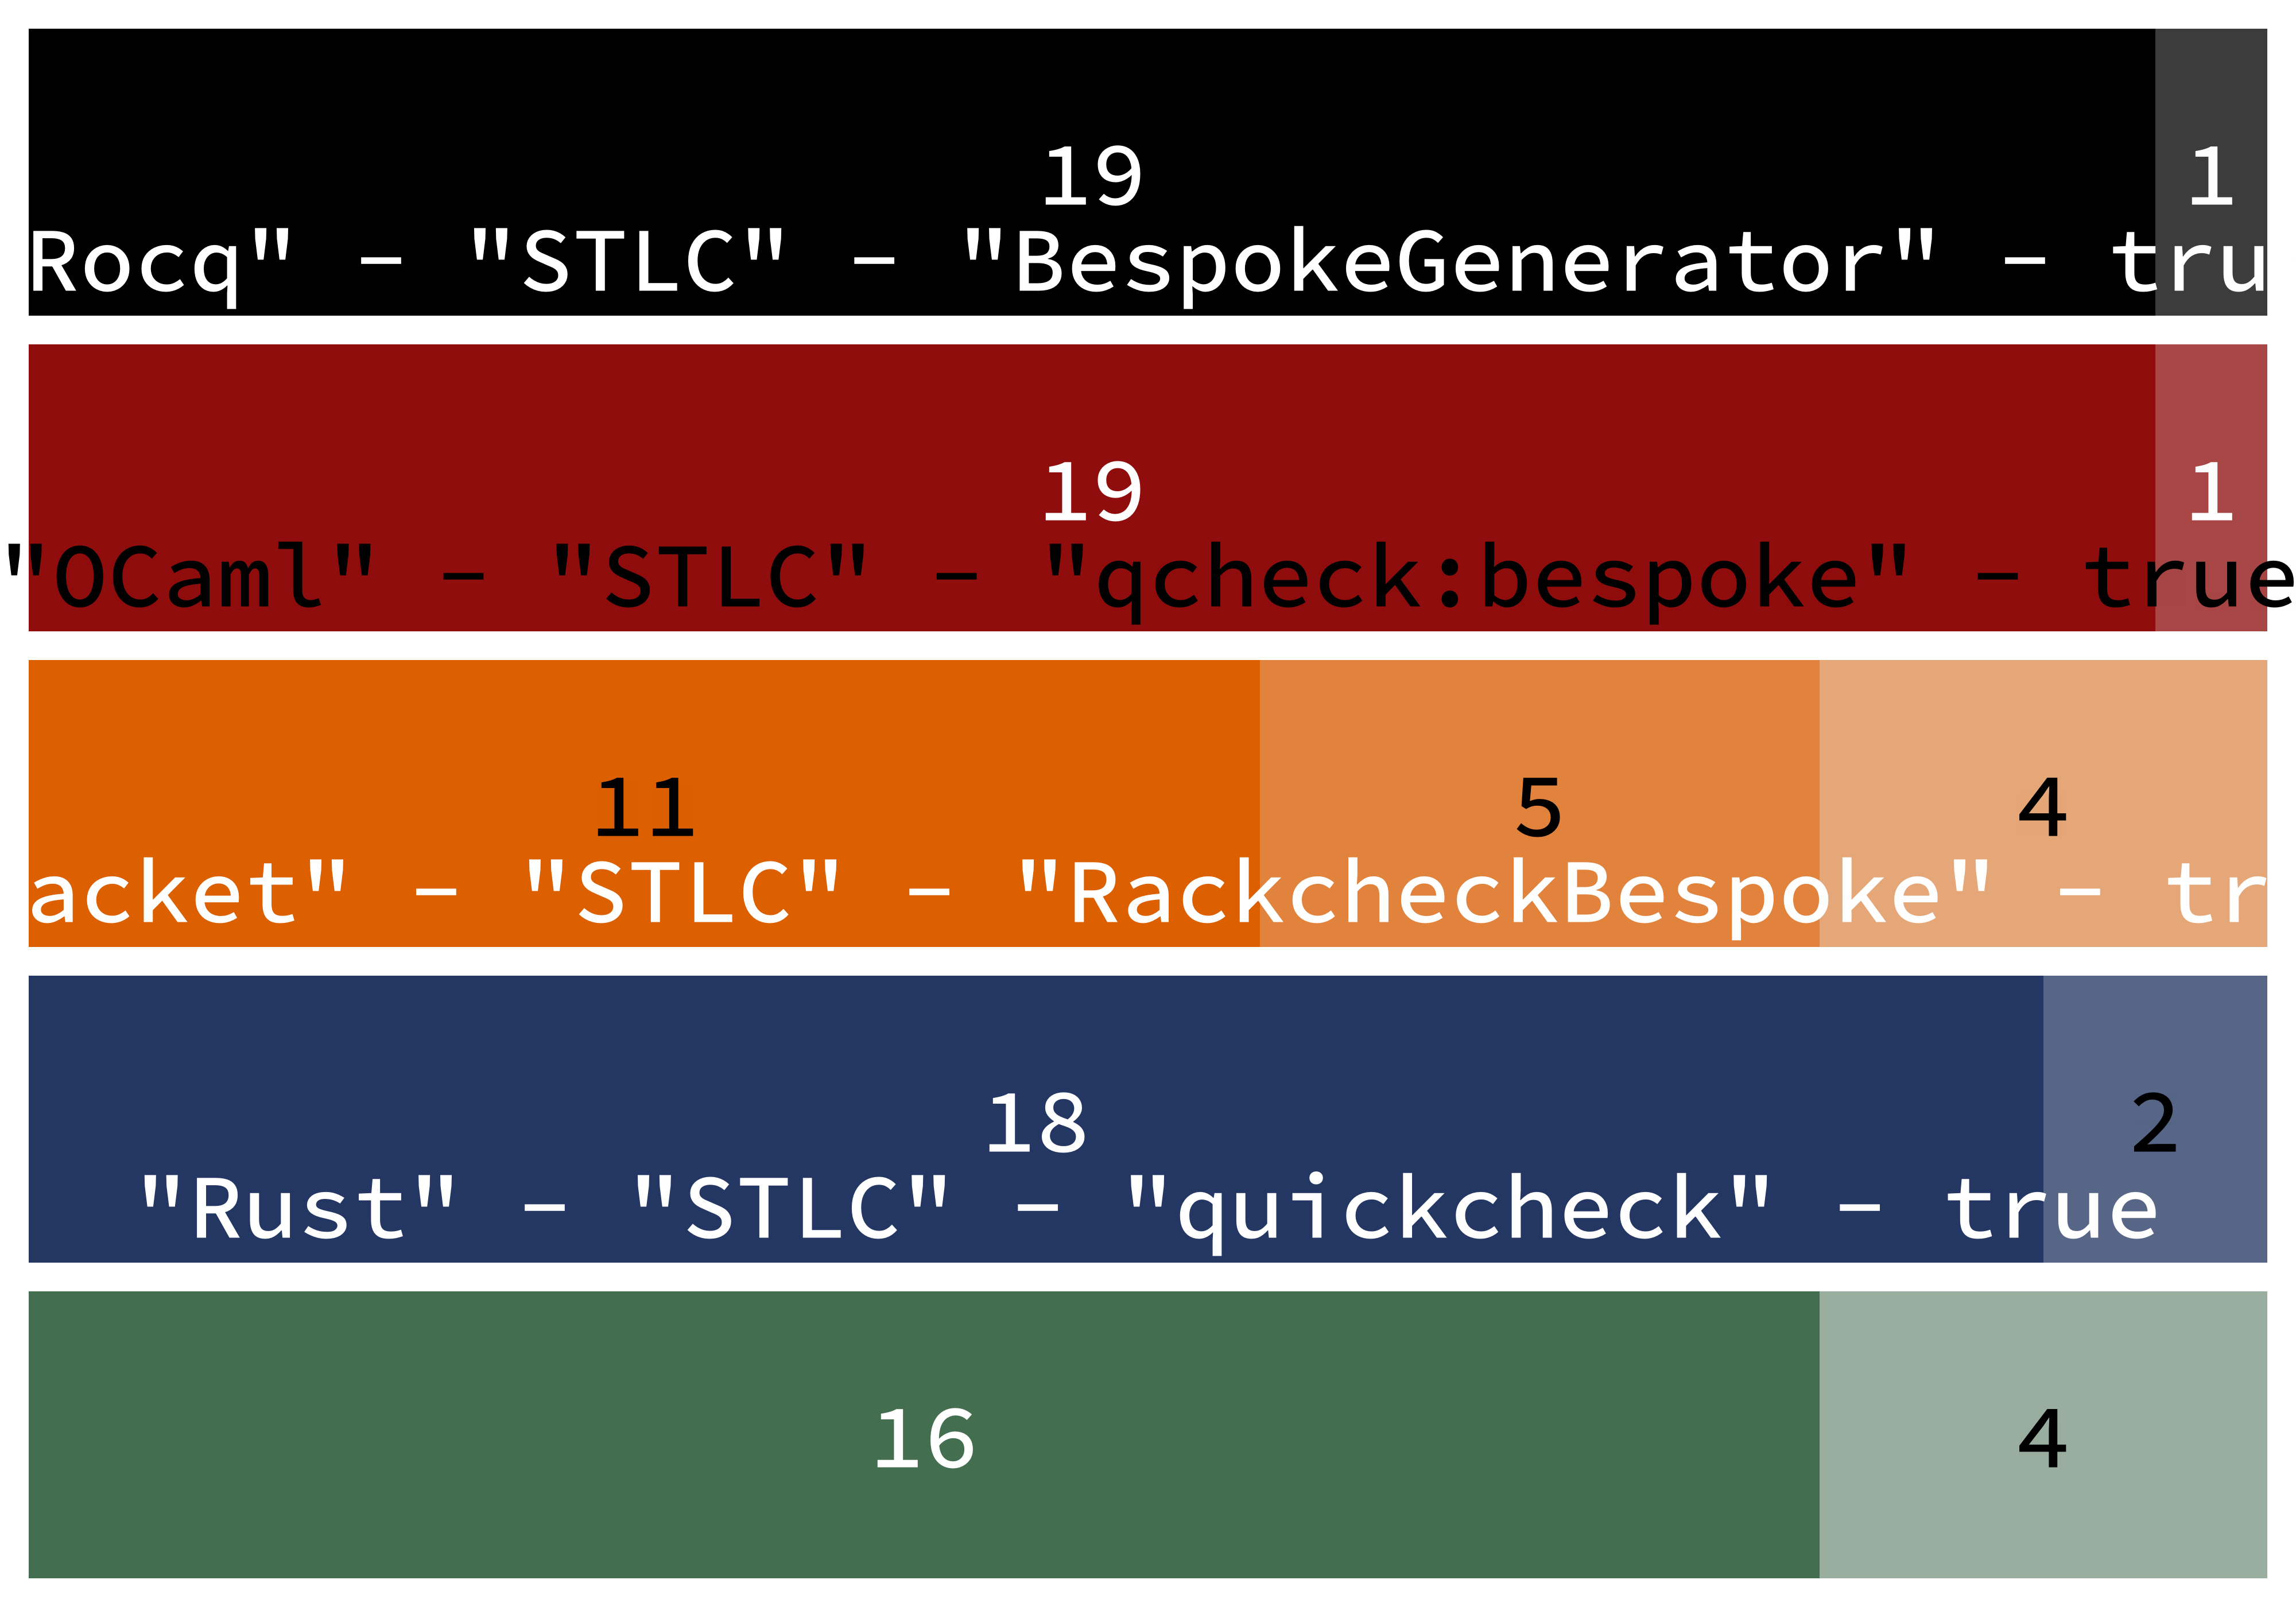 19 1
Rocq" - "STLC" - "BespokeGenerator" - tru
19 1
"OCaml" - "STLC" - "qcheck:bespoke" - true
11 5 4
acket" - "STLC" - "RackcheckBespoke" - tr
18 2
"Rust" - "STLC" - "quickcheck" - true
16 4